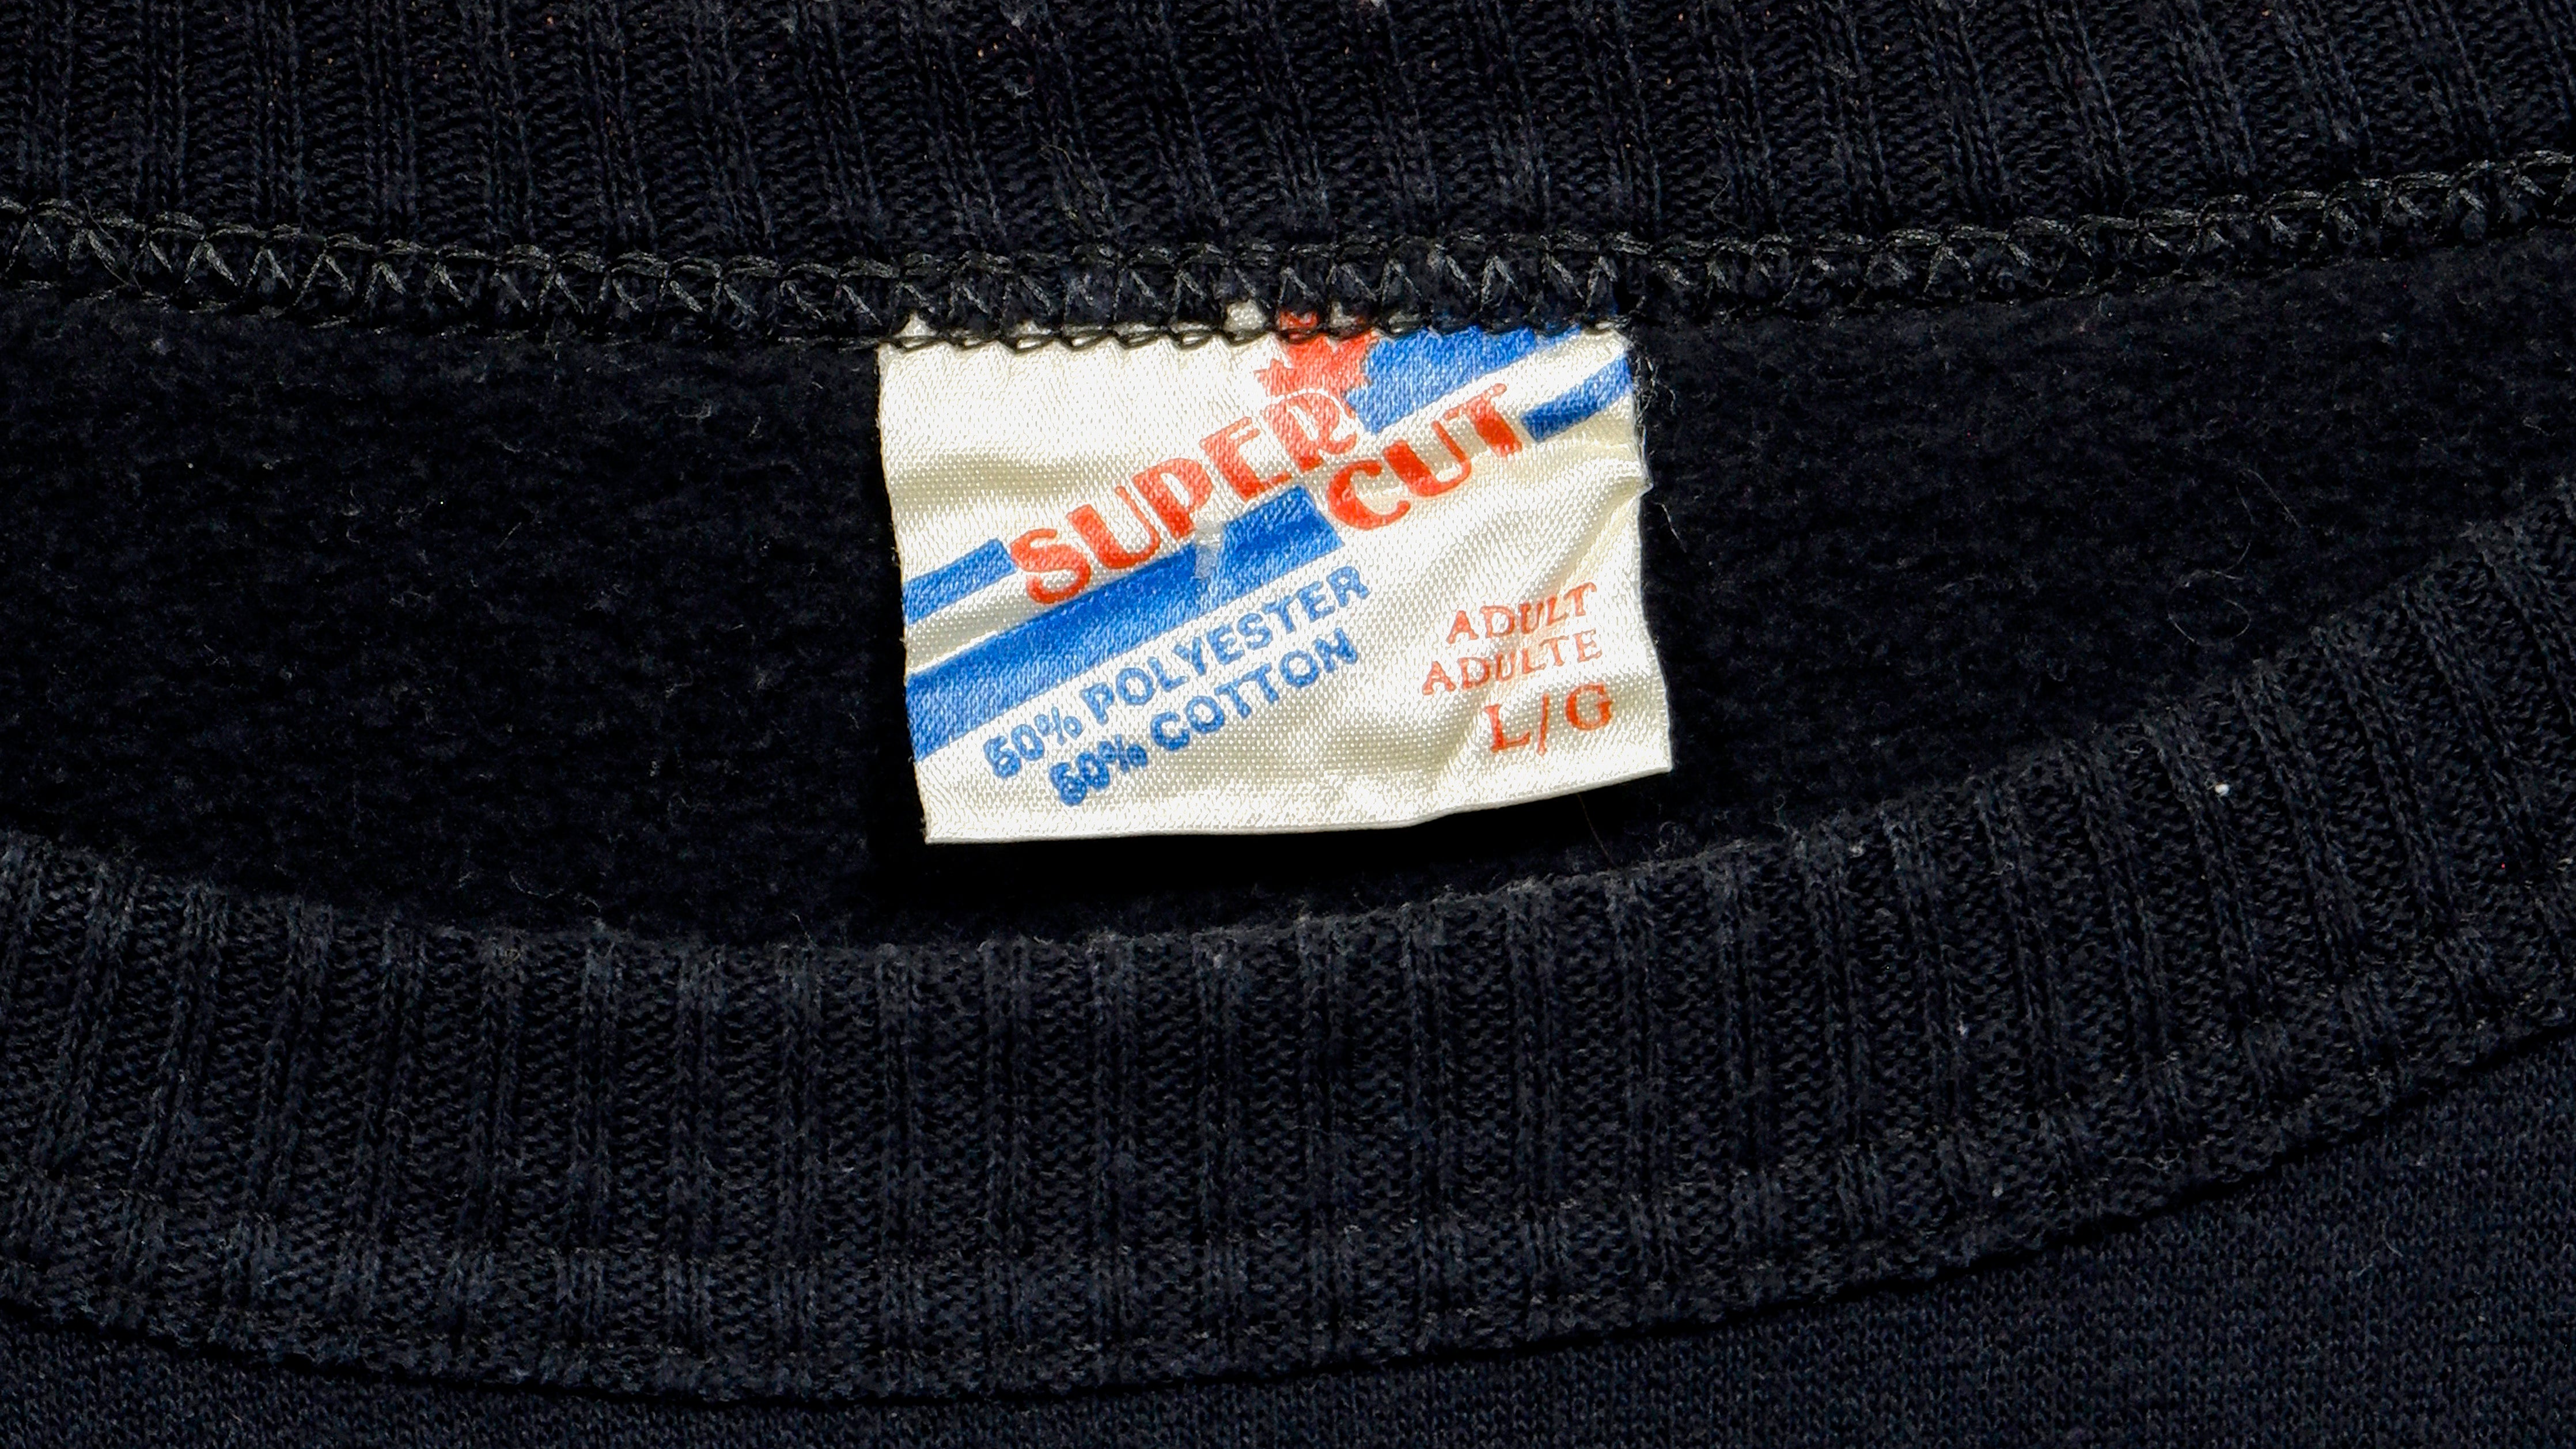 SUPER
CUT
50% POLYESTER
50% COTTON
ADULT
ADULTE
L/G